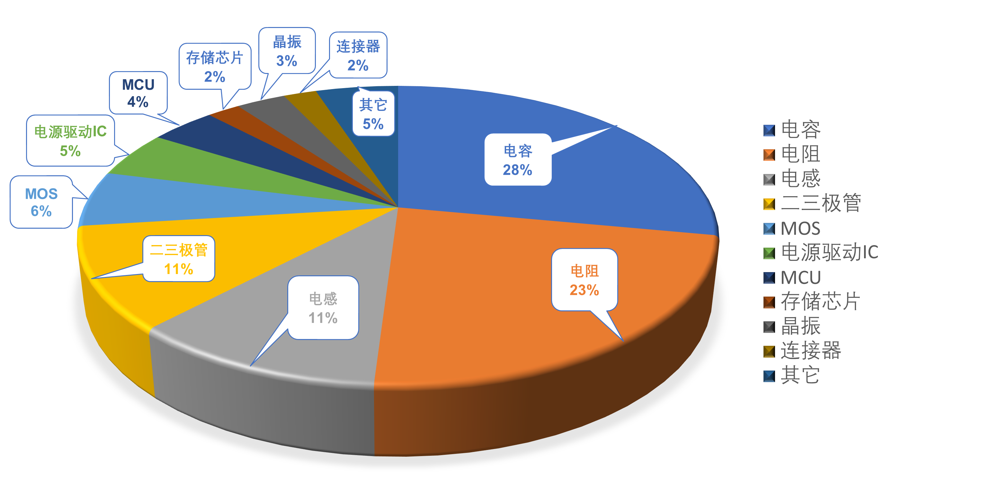 晶振
3%
连接器
2%
存储芯片
2%
MCU
4%
其它
5%
电源驱动IC
5%
电容
28%
MOS
6%
二三极管
11%
电阻
23%
电感
11%
电容
电阻
电感
二三极管
MOS
电源驱动IC
MCU
存储芯片
晶振
连接器
其它